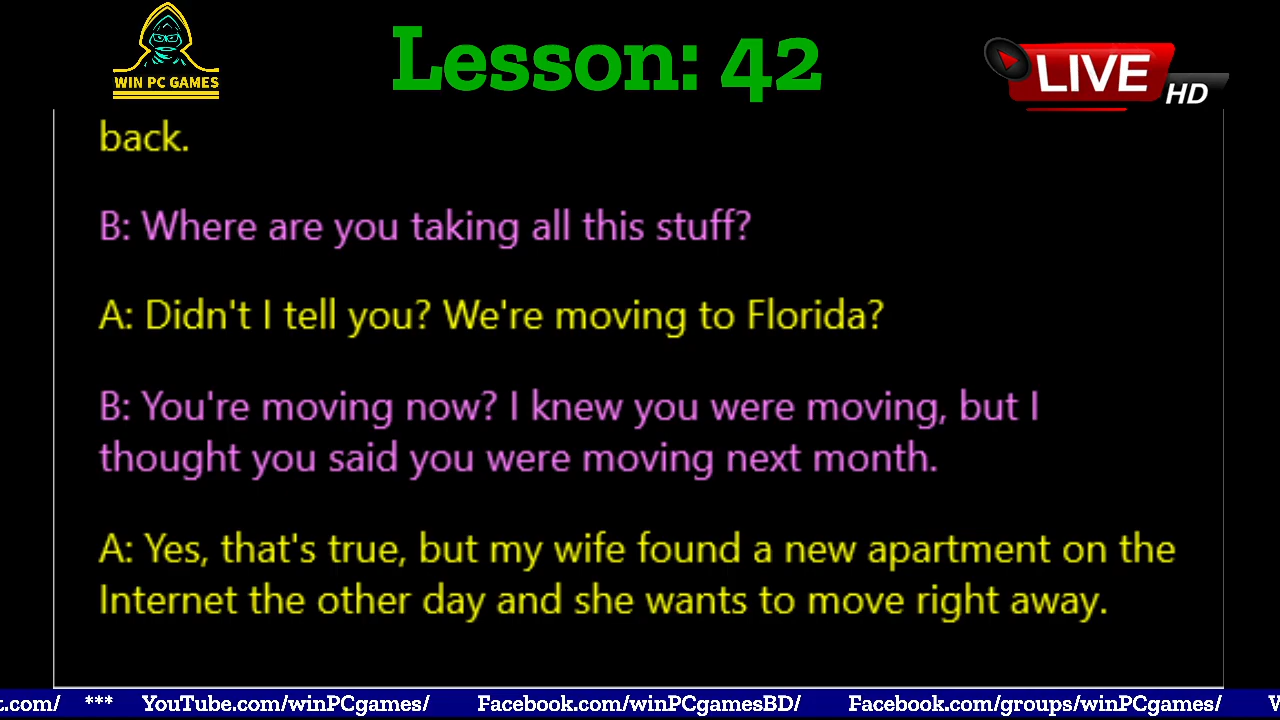 WIN PC GAMES
Lesson: 42
LIVE
HD
back.
B: Where are you taking all this stuff?
A: Didn't I tell you? We're moving to Florida?
B: You're moving now? I knew you were moving, but I
thought you said you were moving next month.
A: Yes, that's true, but my wife found a new apartment on the
Internet the other day and she wants to move right away.
t.com/ *** YouTube.com/winPCgames/ Facebook.com/winPCgamesBD/ Facebook.com/groups/winPCgames/ W